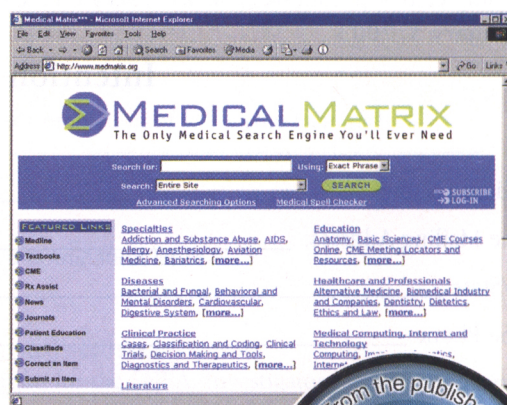 Medical Matrix*** - Microsoft Internet Explorer
File Edit View Favorites Tools Help
Back Search Favorites Media
Address http://www.medmatrix.org Go Links
MEDICALMATRIX
The Only Medical Search Engine You'll Ever Need
Search for: Using: Exact Phrase
Search: Entire Site SEARCH
SUBSCRIBE
LOG-IN
Advanced Searching Options Medical Spell Checker
FEATURED LINKS
Medline
Textbooks
CME
Rx Assist
News
Journals
Patient Education
Classifieds
Correct an Item
Submit an Item
Specialties
Addiction and Substance Abuse, AIDS,
Allergy, Anesthesiology, Aviation
Medicine, Bariatrics, [more...]
Diseases
Bacterial and Fungal, Behavioral and
Mental Disorders, Cardiovascular,
Digestive System, [more...]
Clinical Practice
Cases, Classification and Coding, Clinical
Trials, Decision Making and Tools,
Diagnostics and Therapeutics, [more...]
Literature
Education
Anatomy, Basic Sciences, CME Courses
Online, CME Meeting Locators and
Resources, [more...]
Healthcare and Professionals
Alternative Medicine, Biomedical Industry
and Companies, Dentistry, Dietetics,
Ethics and Law, [more...]
Medical Computing, Internet and
Technology
Computing,
Internet
from the publish